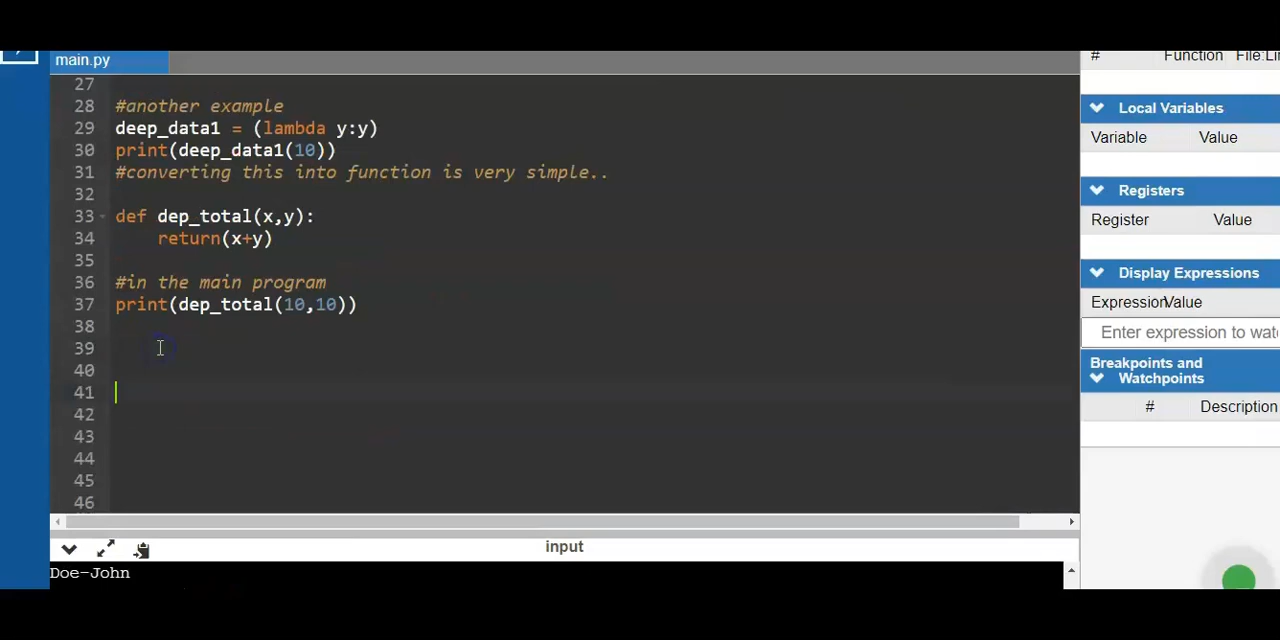 main.py
27
28 #another example
29 deep_data1 = (lambda y:y)
30 print(deep_data1(10))
31 #converting this into function is very simple..
32
33 def dep_total(x,y):
34 return(x+y)
35
36 #in the main program
37 print(dep_total(10,10))
38
39
40
41
42
43
44
45
46
input
Doe-John
# Function File:Li
Local Variables
Variable Value
Registers
Register Value
Display Expressions
Expression Value
Enter expression to wat
Breakpoints and
Watchpoints
# Description